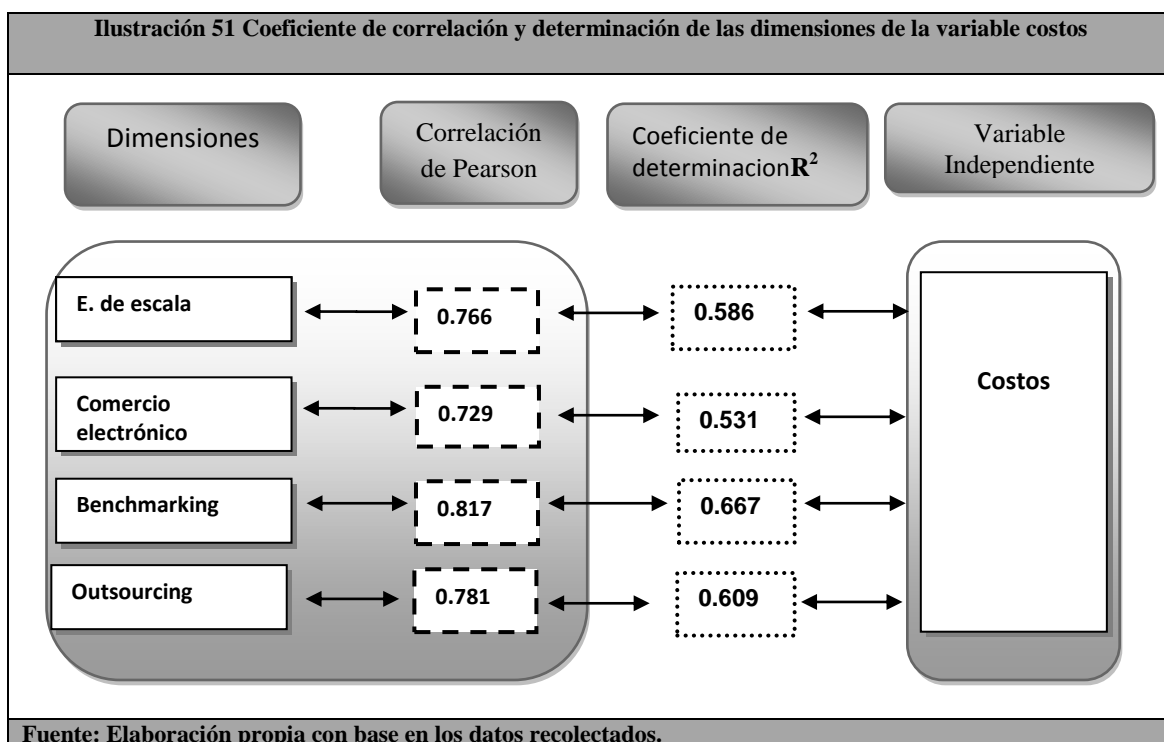 Ilustración 51 Coeficiente de correlación y determinación de las dimensiones de la variable costos
Dimensiones
Correlación
de Pearson
Coeficiente de
determinacionR²
Variable
Independiente
E. de escala
0.766
0.586
Comercio
electrónico
0.729
0.531
Benchmarking
0.817
0.667
Outsourcing
0.781
0.609
Costos
Fuente: Elaboración propia con base en los datos recolectados.